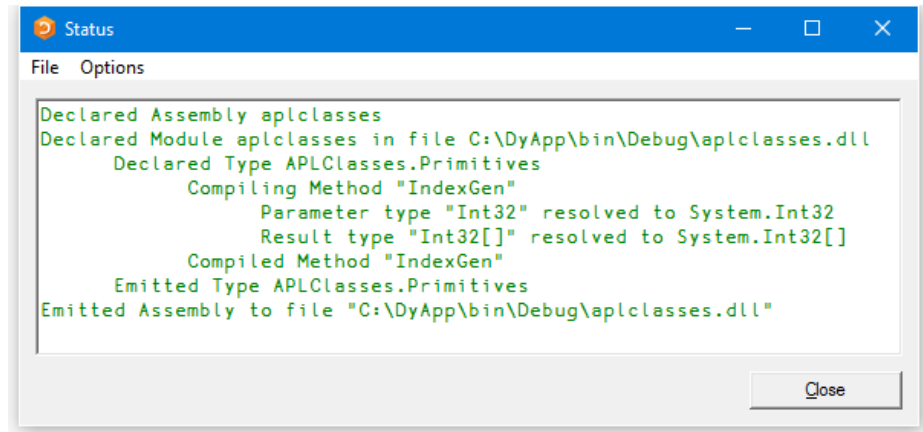 Status
File Options
Declared Assembly aplclasses
Declared Module aplclasses in file C:\DyApp\bin\Debug\aplclasses.dll
Declared Type APLClasses.Primitives
Compiling Method "IndexGen"
Parameter type "Int32" resolved to System.Int32
Result type "Int32[]" resolved to System.Int32[]
Compiled Method "IndexGen"
Emitted Type APLClasses.Primitives
Emitted Assembly to file "C:\DyApp\bin\Debug\aplclasses.dll"
Close